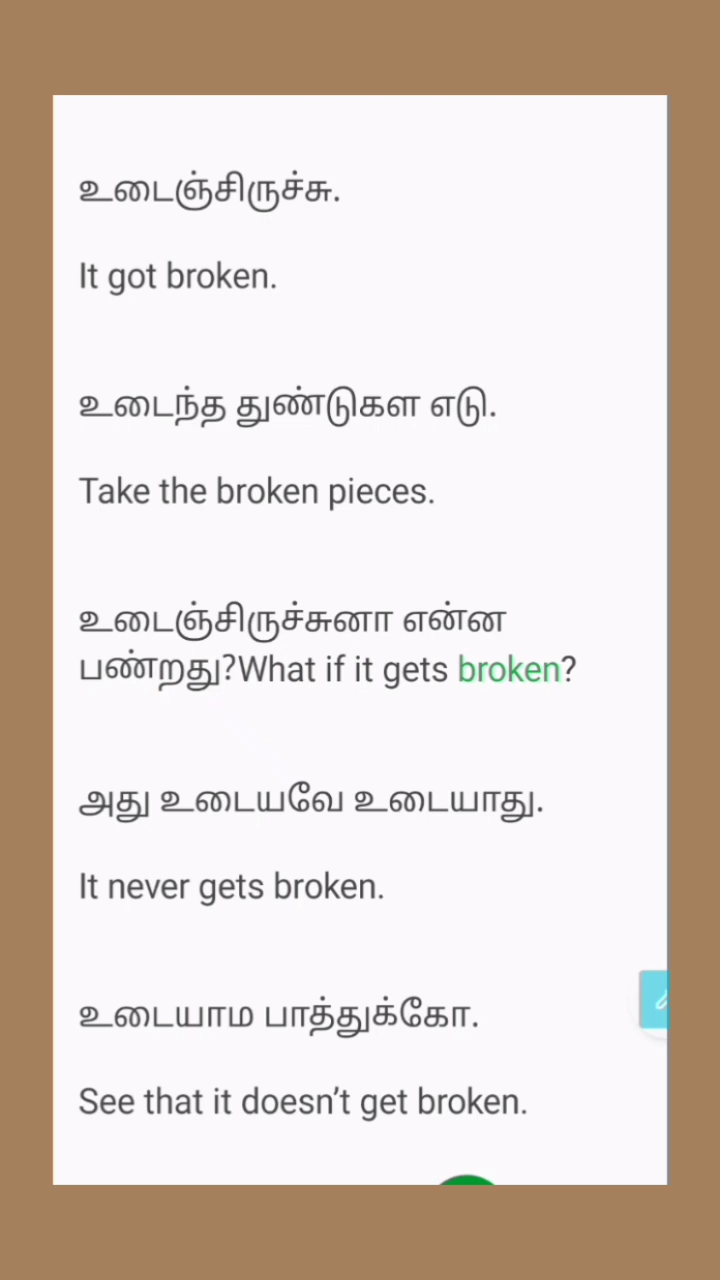 உடைஞ்சிருச்சு.
It got broken.
உடைந்த துண்டுகள எடு.
Take the broken pieces.
உடைஞ்சிருச்சுனா என்ன
பண்றது?What if it gets broken?
அது உடையவே உடையாது.
It never gets broken.
உடையாம பாத்துக்கோ.
See that it doesn’t get broken.